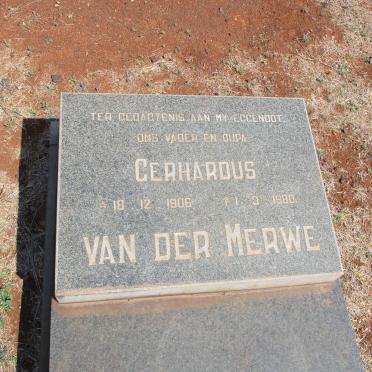 TER GEDAGTENIS AAN MY EGGENOOT,
ONS VADER EN OUPA
GERHARDUS
* 18 . 12 . 1906 † 1 . 3 . 1980
VAN DER MERWE